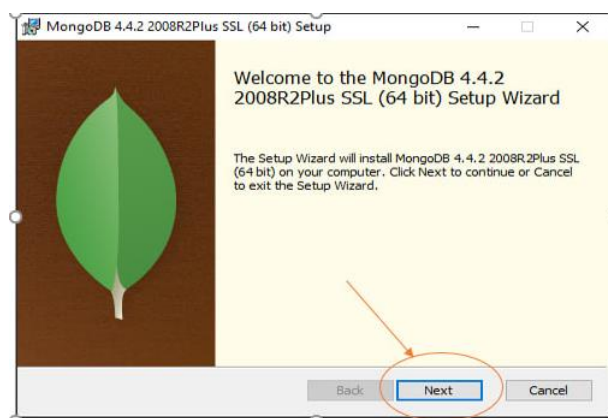 MongoDB 4.4.2 2008R2Plus SSL (64 bit) Setup
Welcome to the MongoDB 4.4.2
2008R2Plus SSL (64 bit) Setup Wizard
The Setup Wizard will install MongoDB 4.4.2 2008R2Plus SSL
(64 bit) on your computer. Click Next to continue or Cancel
to exit the Setup Wizard.
Back Next Cancel